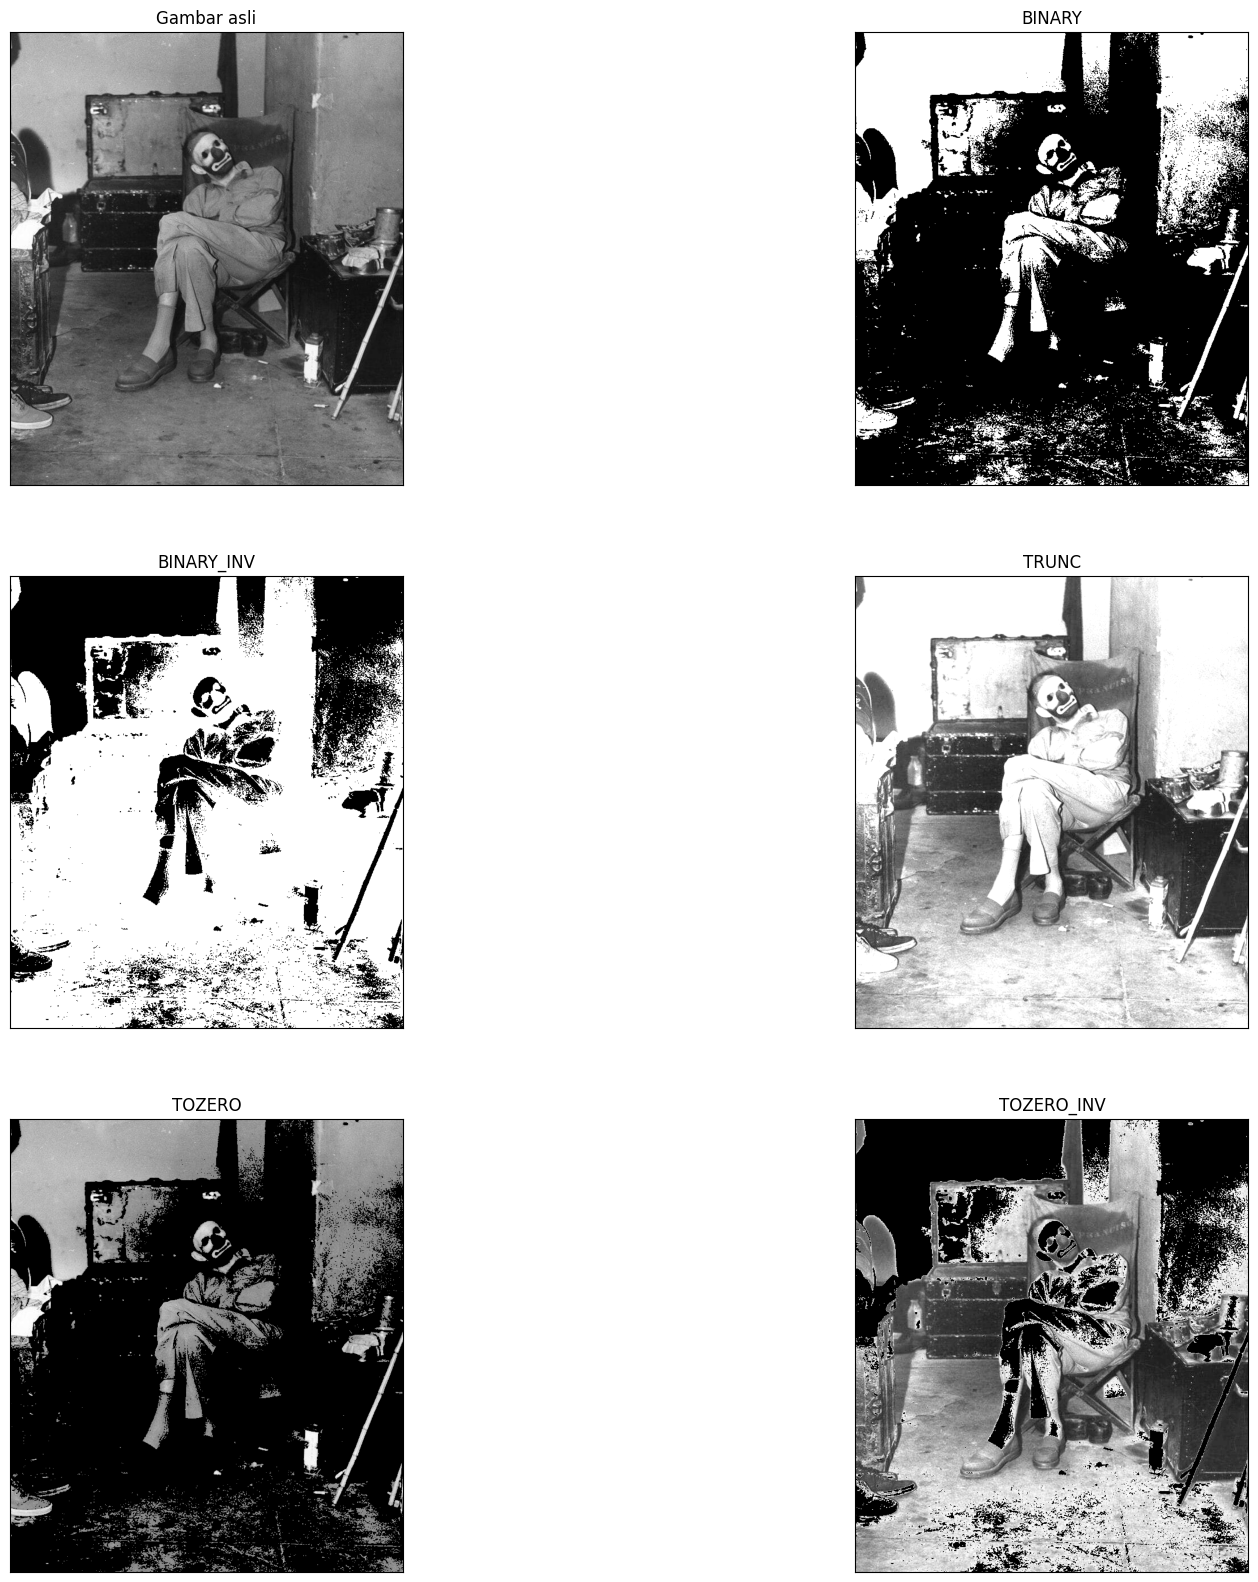 Gambar asli
BINARY
BINARY_INV
TRUNC
TOZERO
TOZERO_INV